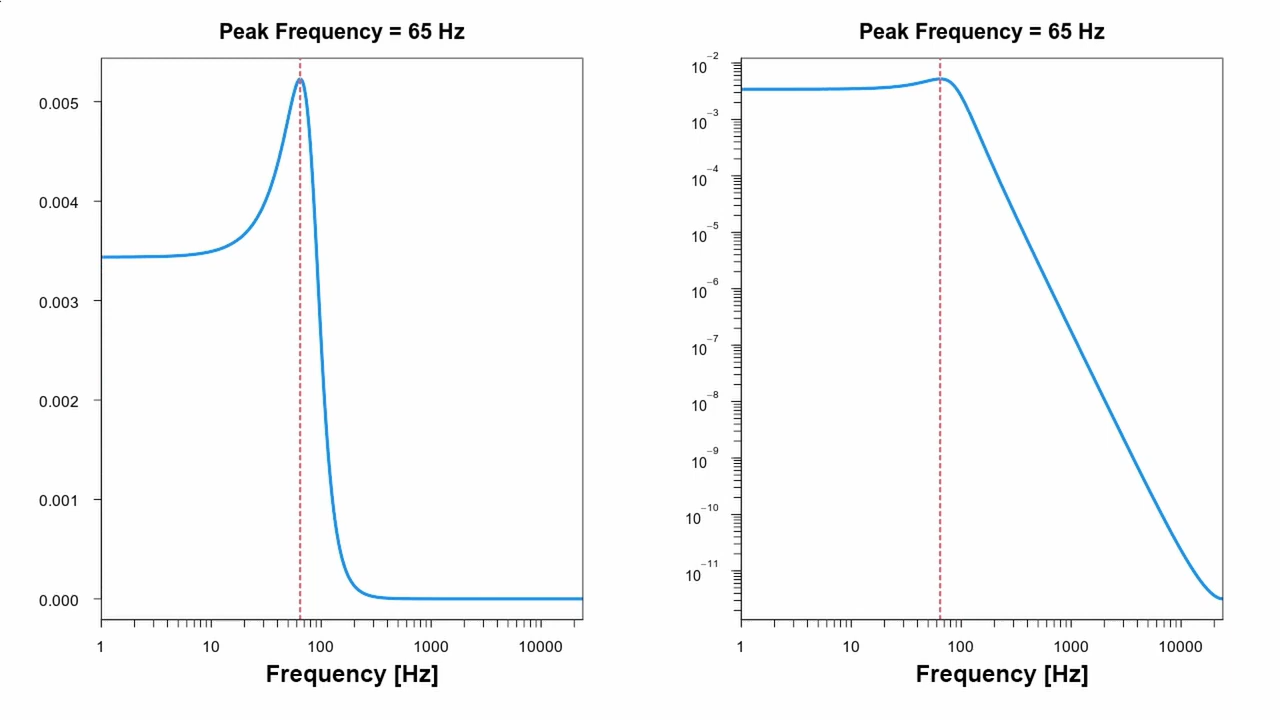 Peak Frequency = 65 Hz
0.005
0.004
0.003
0.002
0.001
0.000
1 10 100 1000 10000
Frequency [Hz]
Peak Frequency = 65 Hz
10⁻²
10⁻³
10⁻⁴
10⁻⁵
10⁻⁶
10⁻⁷
10⁻⁸
10⁻⁹
10⁻¹⁰
10⁻¹¹
1 10 100 1000 10000
Frequency [Hz]